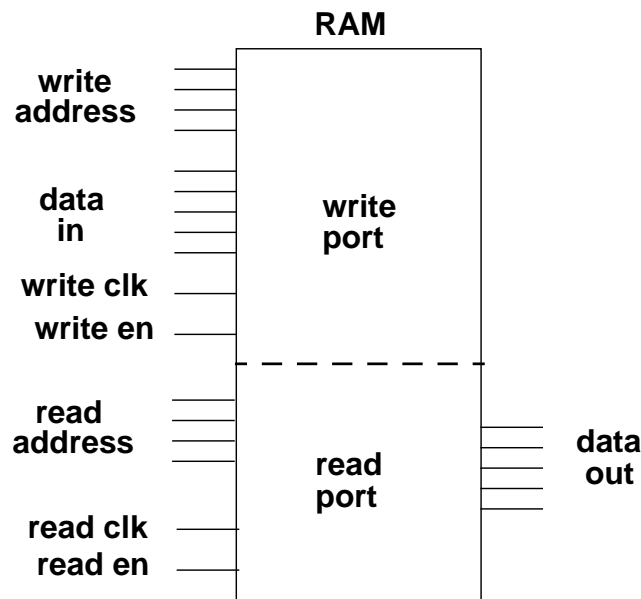 RAM
write
address
data
in
write
port
write clk
write en
read
address
read
port
data
out
read clk
read en